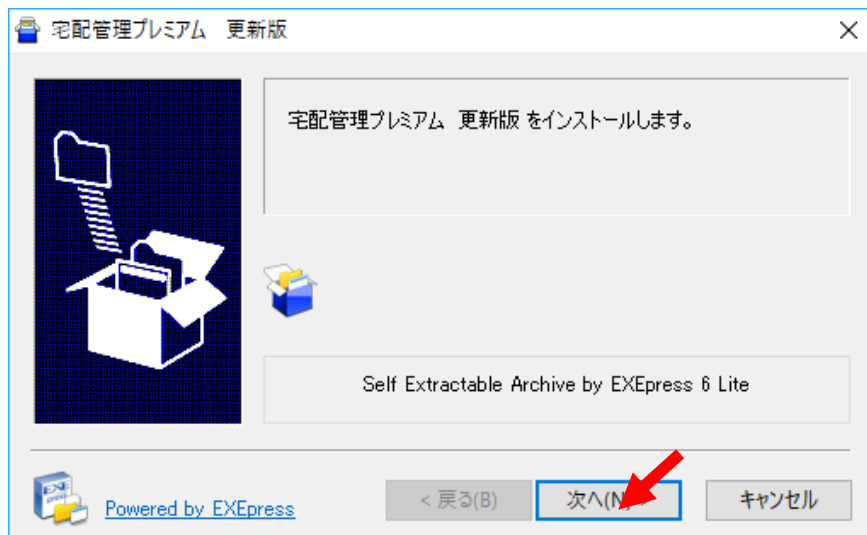 宅配管理プレミアム　更新版
宅配管理プレミアム　更新版 をインストールします。
Self Extractable Archive by EXEpress 6 Lite
EXE
Powered by EXEpress
< 戻る(B)
次へ(N)
キャンセル